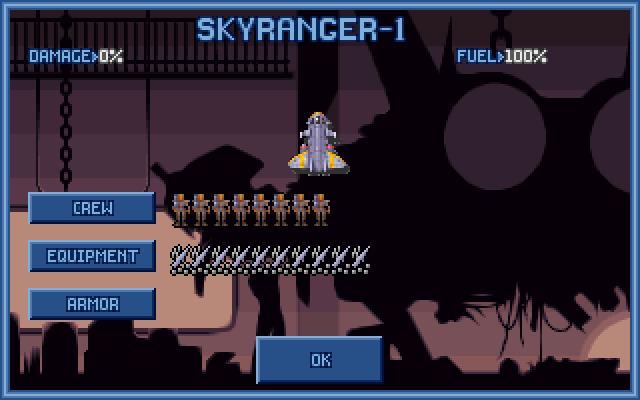 SKYRANGER-1
DAMAGE>0% FUEL>100%
CREW
EQUIPMENT
ARMOR
OK